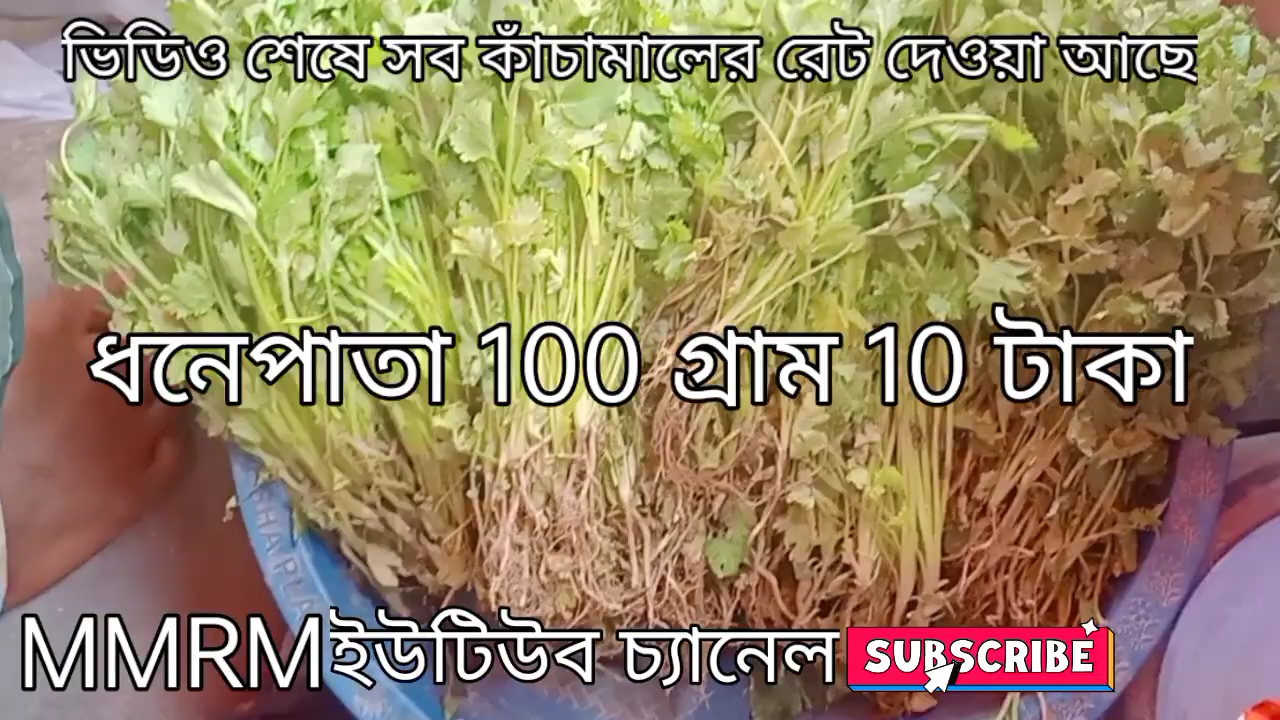 ভিডিও শেষে সব কাঁচামালের রেট দেওয়া আছে
ধনেপাতা 100 গ্রাম 10 টাকা
MMRMইউটিউব চ্যানেল SUBSCRIBE